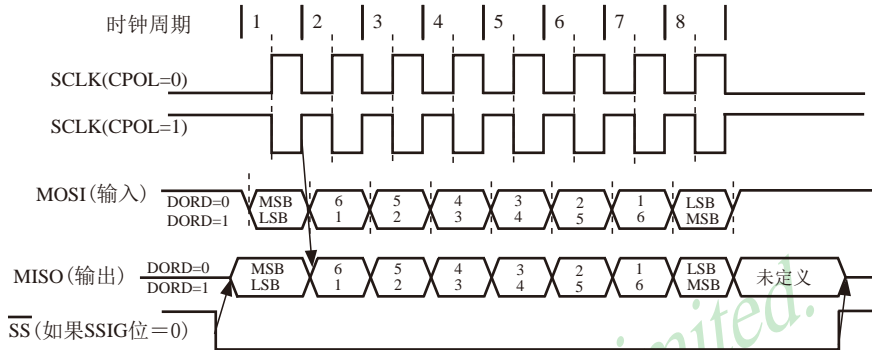 时钟周期 1 2 3 4 5 6 7 8
SCLK(CPOL=0)
SCLK(CPOL=1)
MOSI(输入) DORD=0 MSB 6 5 4 3 2 1 LSB
DORD=1 LSB 1 2 3 4 5 6 MSB
MISO(输出) DORD=0 MSB 6 5 4 3 2 1 LSB 未定义
DORD=1 LSB 1 2 3 4 5 6 MSB
SS(如果SSIG位=0)
imited.